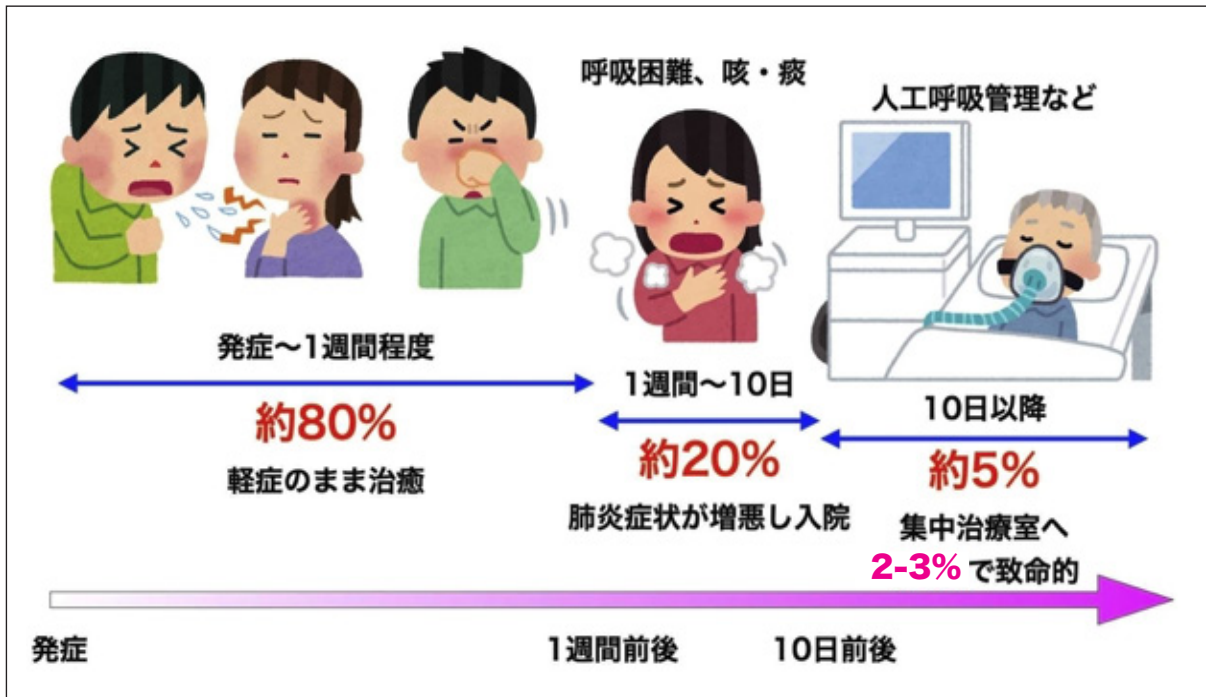 呼吸困難、咳・痰
人工呼吸管理など
発症～1週間程度
約80%
軽症のまま治癒
1週間～10日
約20%
肺炎症状が増悪し入院
10日以降
約5%
集中治療室へ
2-3% で致命的
発症
1週間前後
10日前後